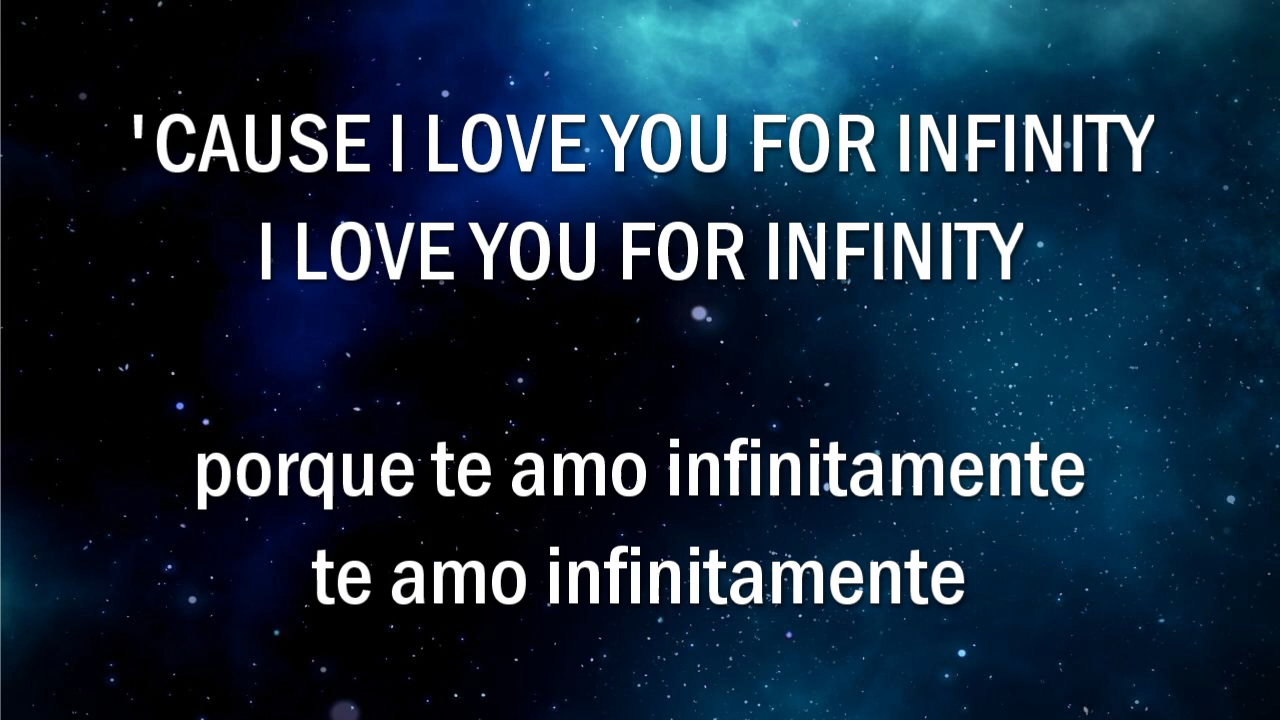 'CAUSE I LOVE YOU FOR INFINITY
I LOVE YOU FOR INFINITY
porque te amo infinitamente
te amo infinitamente